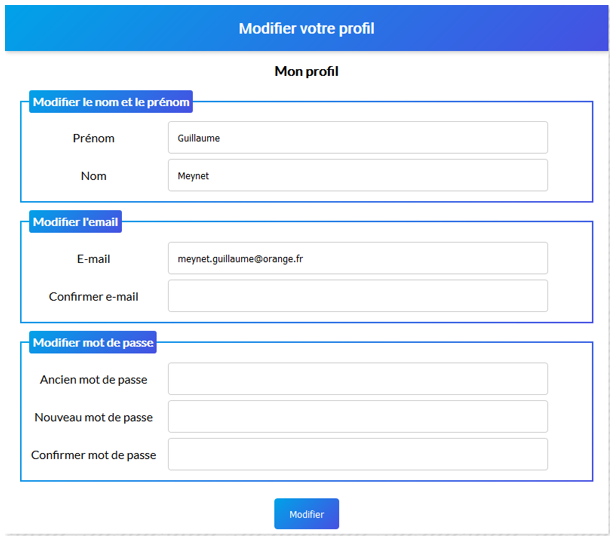 Modifier votre profil
Mon profil
Modifier le nom et le prénom
Prénom Guillaume
Nom Meynet
Modifier l'email
E-mail meynet.guillaume@orange.fr
Confirmer e-mail
Modifier mot de passe
Ancien mot de passe
Nouveau mot de passe
Confirmer mot de passe
Modifier